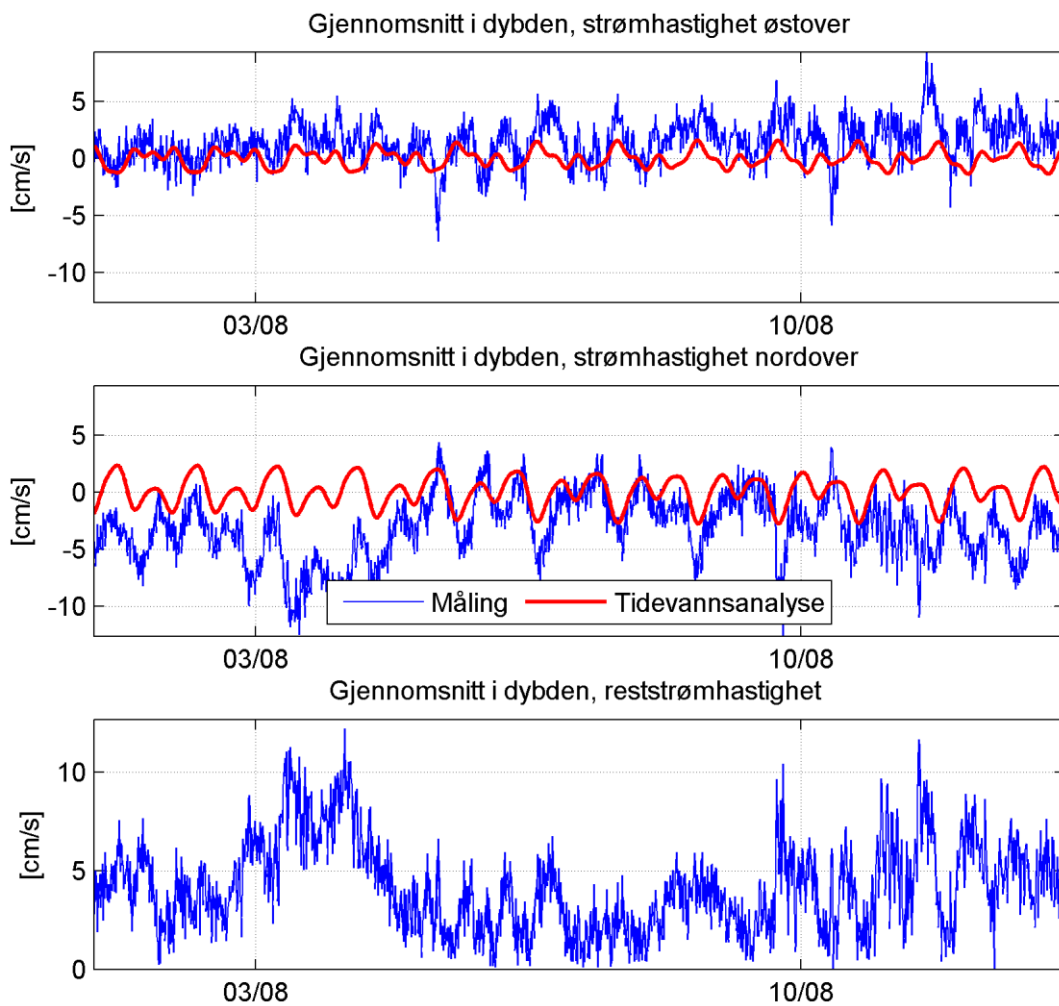 Gjennomsnitt i dybden, strømhastighet østover
5
0
-5
-10
[cm/s]
03/08 10/08
Gjennomsnitt i dybden, strømhastighet nordover
5
0
-5
-10
[cm/s]
Måling Tidevannsanalyse
03/08 10/08
Gjennomsnitt i dybden, reststrømhastighet
10
5
0
[cm/s]
03/08 10/08